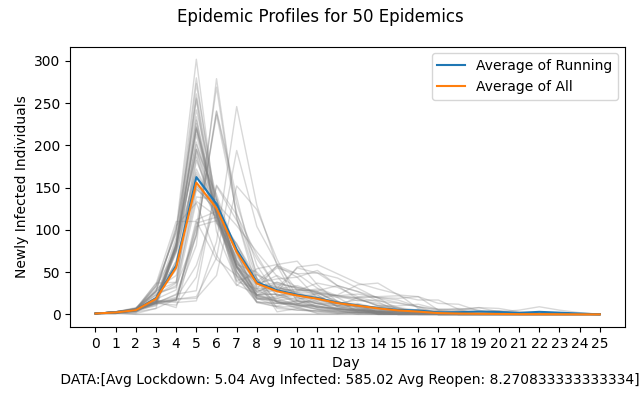 Epidemic Profiles for 50 Epidemics
Average of Running
Average of All
Newly Infected Individuals
300
250
200
150
100
50
0
0 1 2 3 4 5 6 7 8 9 10 11 12 13 14 15 16 17 18 19 20 21 22 23 24 25
Day
DATA:[Avg Lockdown: 5.04 Avg Infected: 585.02 Avg Reopen: 8.270833333333334]